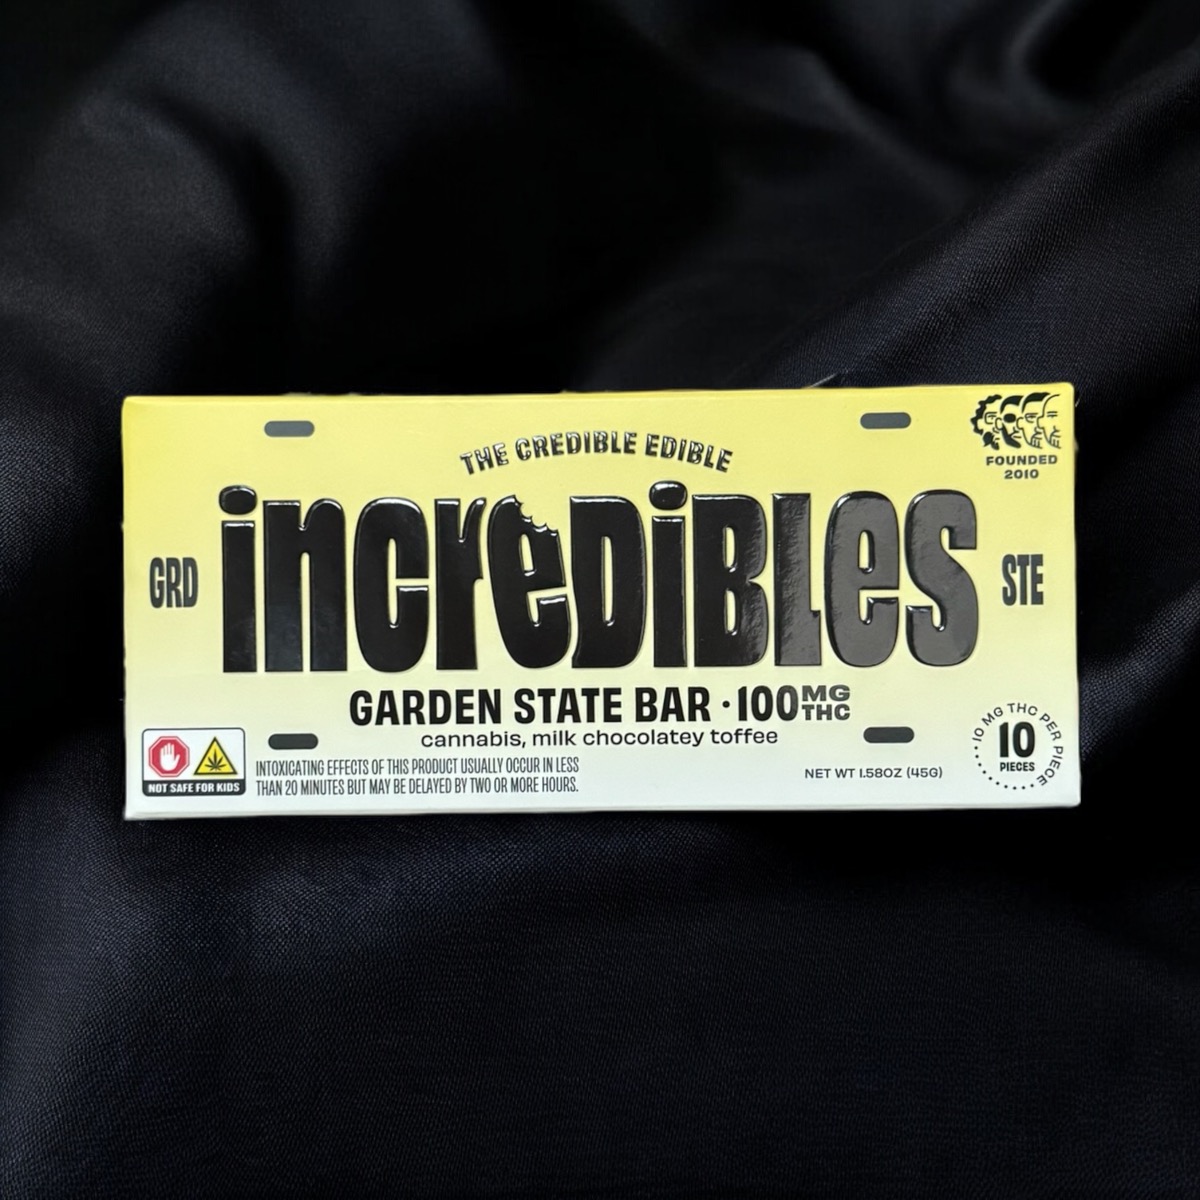 THE CREDIBLE EDIBLE
FOUNDED
2010
GRD
incrediBLes
STE
GARDEN STATE BAR · 100MG THC
cannabis, milk chocolatey toffee
NOT SAFE FOR KIDS
INTOXICATING EFFECTS OF THIS PRODUCT USUALLY OCCUR IN LESS
THAN 20 MINUTES BUT MAY BE DELAYED BY TWO OR MORE HOURS.
NET WT 1.58OZ (45G)
10 MG THC PER PIECE
10
PIECES